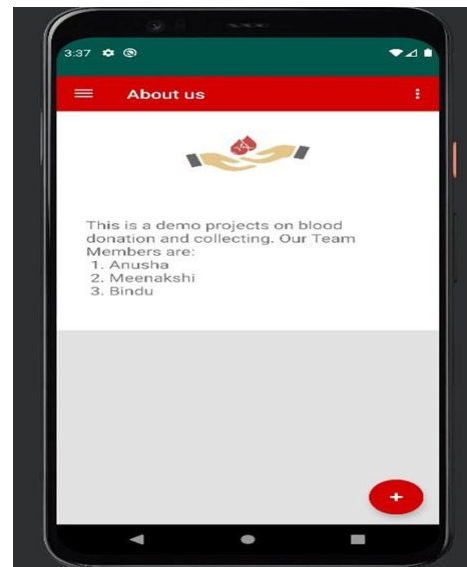 3:37
About us
This is a demo projects on blood
donation and collecting. Our Team
Members are:
1. Anusha
2. Meenakshi
3. Bindu
+